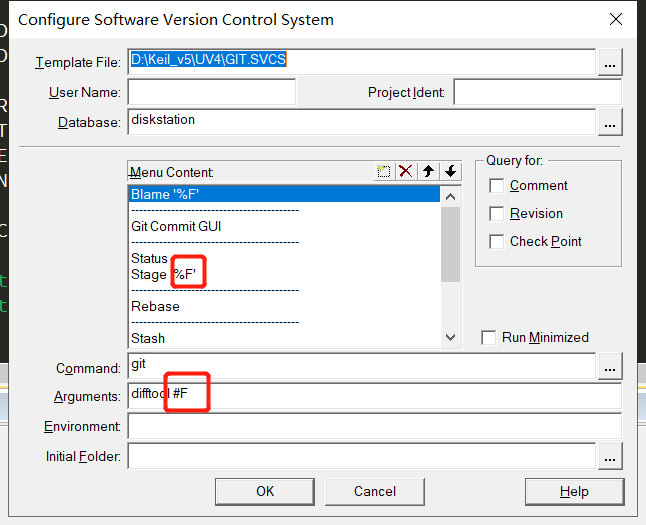 Configure Software Version Control System
Template File: D:\Keil_v5\UV4\GIT.SVCS ...
User Name: Project Ident:
Database: diskstation ...
Menu Content: Query for:
Blame '%F' Comment
---------------------------------------
Git Commit GUI Revision
---------------------------------------
Status Check Point
Stage '%F'
---------------------------------------
Rebase
---------------------------------------
Stash Run Minimized
Command: git ...
Arguments: difftool #F
Environment:
Initial Folder: ...
OK Cancel Help